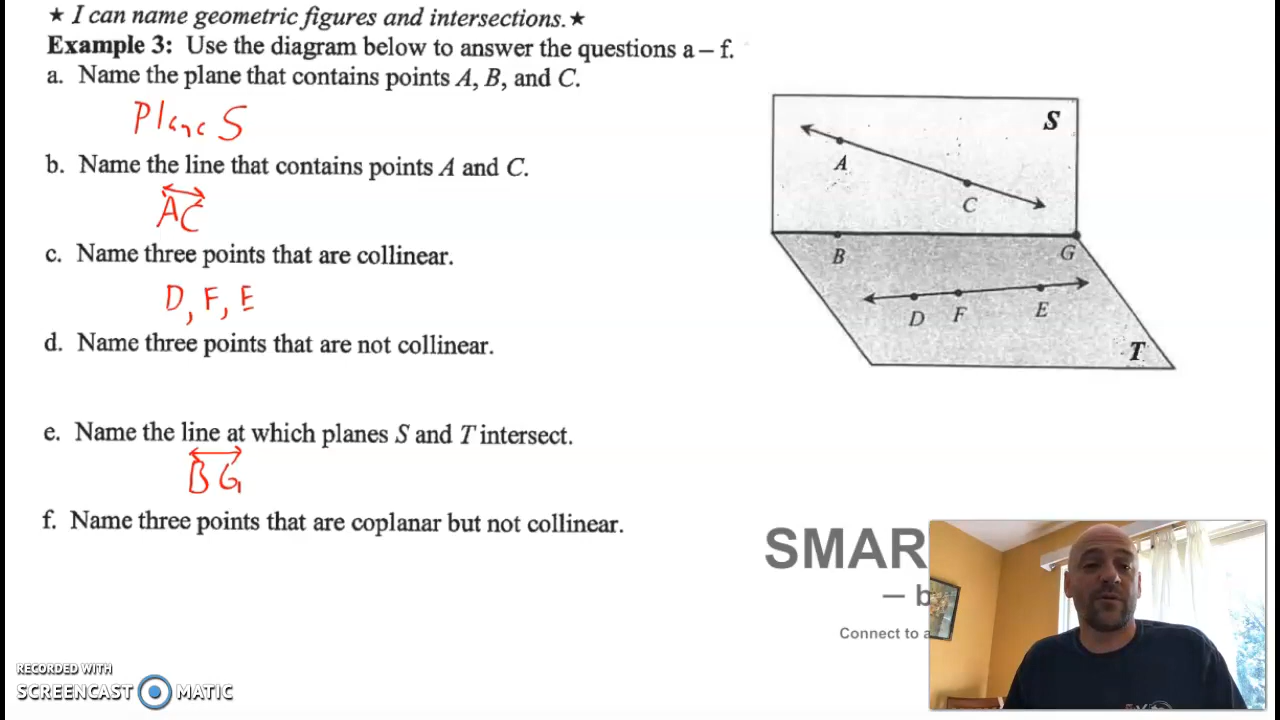 ★ I can name geometric figures and intersections. ★
Example 3: Use the diagram below to answer the questions a – f.
a. Name the plane that contains points A, B, and C.
Plane S
b. Name the line that contains points A and C.
AC
c. Name three points that are collinear.
D, F, E
d. Name three points that are not collinear.
e. Name the line at which planes S and T intersect.
BG
f. Name three points that are coplanar but not collinear.
S
A
C
B
G
D F E
T
SMAR
– b
Connect to a
RECORDED WITH
SCREENCAST MATIC